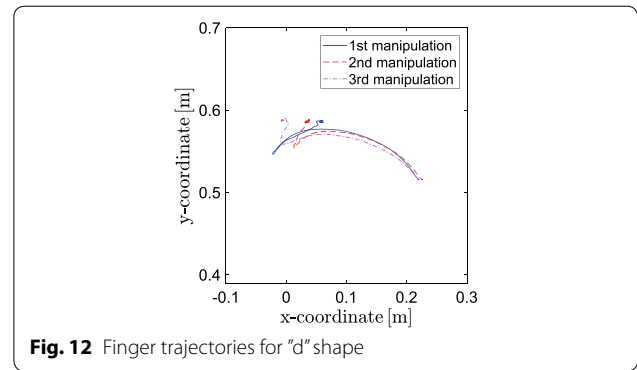 0.7
1st manipulation
2nd manipulation
3rd manipulation
0.6
y-coordinate [m]
0.5
0.4
-0.1
0
0.1
0.2
0.3
x-coordinate [m]
Fig. 12 Finger trajectories for "d" shape